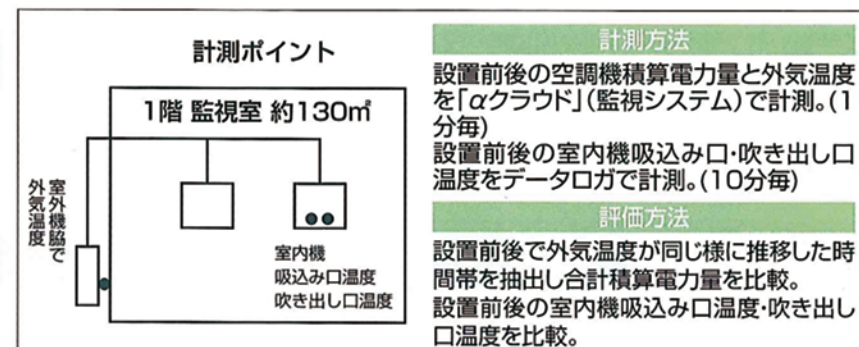 計測ポイント
1階 監視室 約130㎡
室外機脇で
外気温度
室内機
吸込み口温度
吹き出し口温度
計測方法
設置前後の空調機積算電力量と外気温度
を「αクラウド」(監視システム)で計測。(1
分毎)
設置前後の室内機吸込み口・吹き出し口
温度をデータロガで計測。(10分毎)
評価方法
設置前後で外気温度が同じ様に推移した時
間帯を抽出し合計積算電力量を比較。
設置前後の室内機吸込み口温度・吹き出し
口温度を比較。